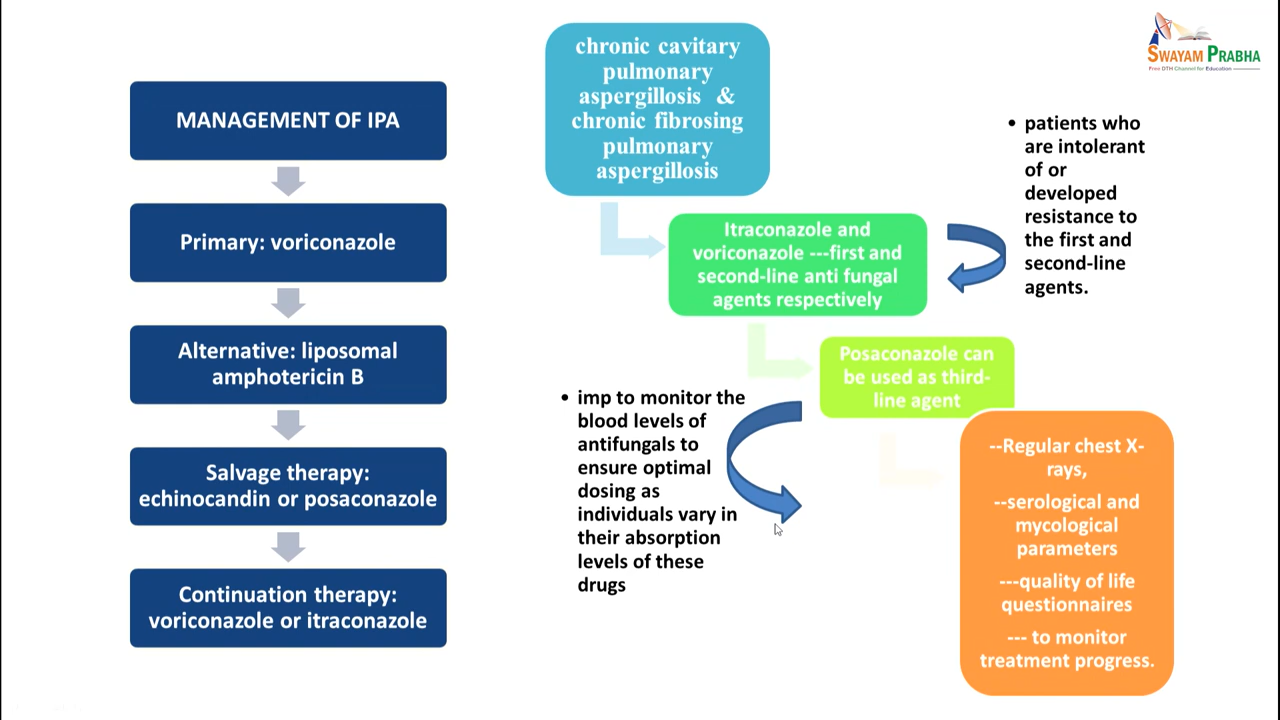 SWAYAM PRABHA
Free DTH Channel for Education
MANAGEMENT OF IPA
Primary: voriconazole
Alternative: liposomal
amphotericin B
Salvage therapy:
echinocandin or posaconazole
Continuation therapy:
voriconazole or itraconazole
chronic cavitary
pulmonary
aspergillosis &
chronic fibrosing
pulmonary
aspergillosis
Itraconazole and
voriconazole ---first and
second-line anti fungal
agents respectively
• patients who
are intolerant
of or
developed
resistance to
the first and
second-line
agents.
Posaconazole can
be used as third-
line agent
• imp to monitor the
blood levels of
antifungals to
ensure optimal
dosing as
individuals vary in
their absorption
levels of these
drugs
--Regular chest X-
rays,
--serological and
mycological
parameters
---quality of life
questionnaires
--- to monitor
treatment progress.